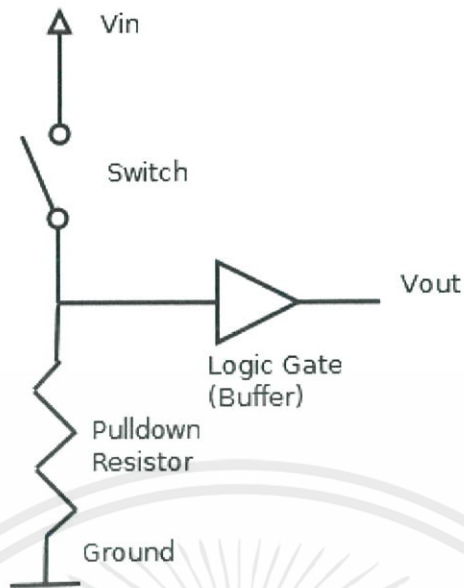 Vin
Switch
Vout
Logic Gate
(Buffer)
Pulldown
Resistor
Ground